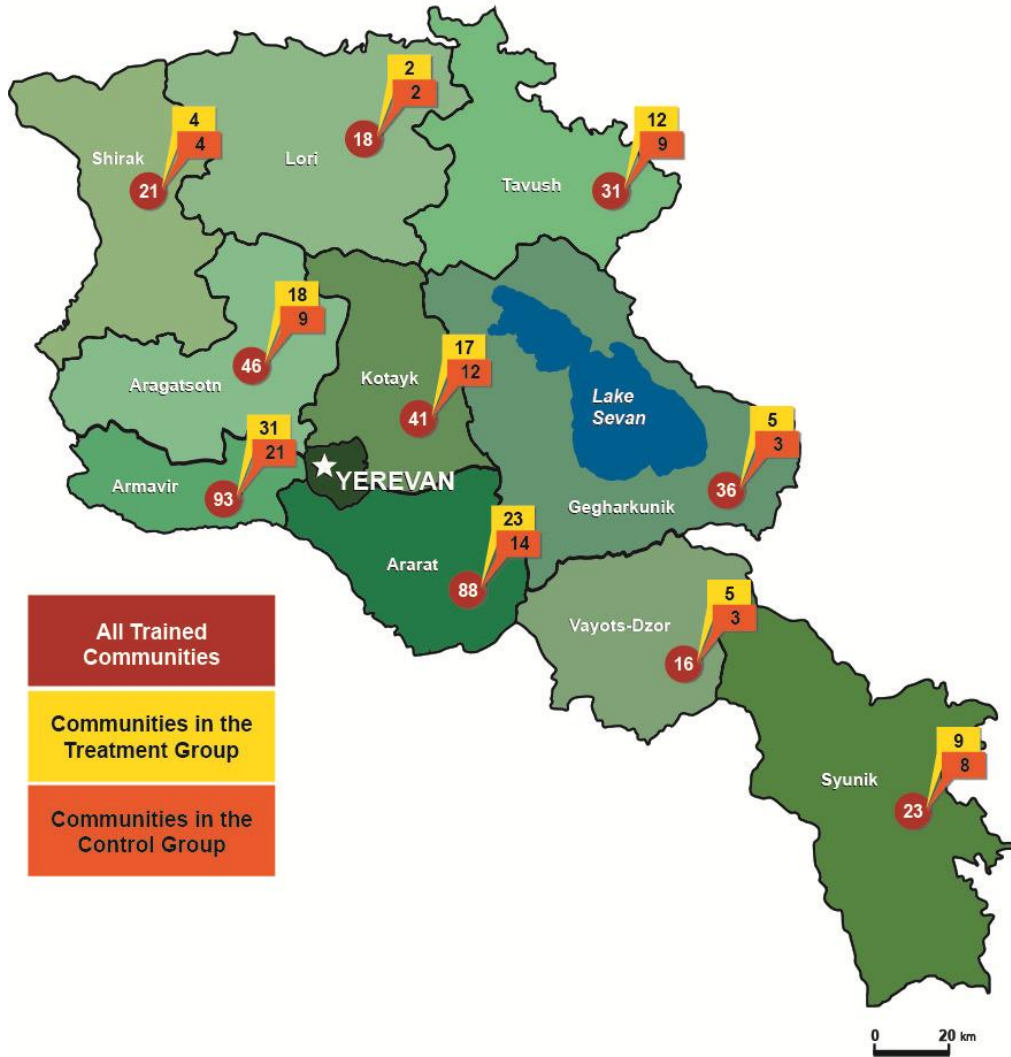 2
2
18
Lori
4
4
Shirak
21
12
9
Tavush
31
18
9
46
Aragatsotn
17
12
Kotayk
41
Lake
Sevan
5
3
36
Gegharkunik
31
21
Armavir
93
YEREVAN
23
14
Ararat
88
5
3
Vayots-Dzor
16
9
8
Syunik
23
All Trained
Communities
Communities in the
Treatment Group
Communities in the
Control Group
0 20 km